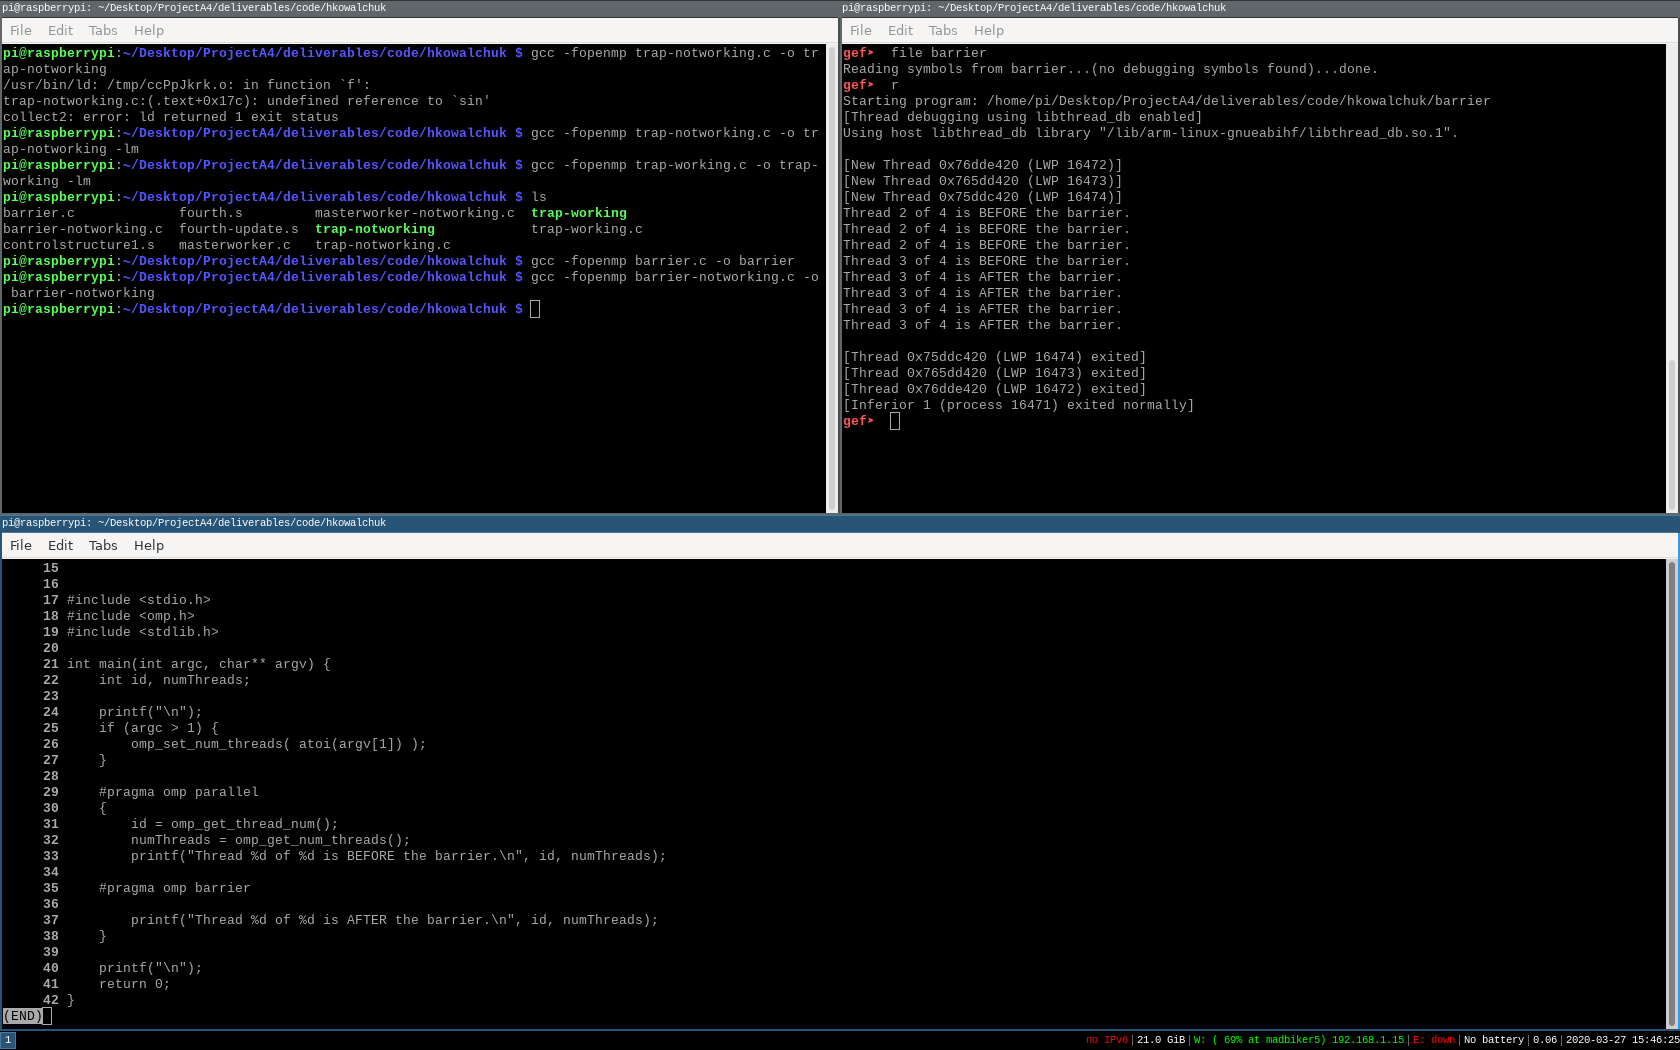 pi@raspberrypi: ~/Desktop/ProjectA4/deliverables/code/hkowalchuk
File Edit Tabs Help
pi@raspberrypi:~/Desktop/ProjectA4/deliverables/code/hkowalchuk $ gcc -fopenmp trap-notworking.c -o tr
ap-notworking
/usr/bin/ld: /tmp/ccPpJkrk.o: in function `f':
trap-notworking.c:(.text+0x17c): undefined reference to `sin'
collect2: error: ld returned 1 exit status
pi@raspberrypi:~/Desktop/ProjectA4/deliverables/code/hkowalchuk $ gcc -fopenmp trap-notworking.c -o tr
ap-notworking -lm
pi@raspberrypi:~/Desktop/ProjectA4/deliverables/code/hkowalchuk $ gcc -fopenmp trap-working.c -o trap-
working -lm
pi@raspberrypi:~/Desktop/ProjectA4/deliverables/code/hkowalchuk $ ls
barrier.c             fourth.s         masterworker-notworking.c  trap-working
barrier-notworking.c  fourth-update.s  trap-notworking            trap-working.c
controlstructure1.s   masterworker.c   trap-notworking.c
pi@raspberrypi:~/Desktop/ProjectA4/deliverables/code/hkowalchuk $ gcc -fopenmp barrier.c -o barrier
pi@raspberrypi:~/Desktop/ProjectA4/deliverables/code/hkowalchuk $ gcc -fopenmp barrier-notworking.c -o
 barrier-notworking
pi@raspberrypi:~/Desktop/ProjectA4/deliverables/code/hkowalchuk $
pi@raspberrypi: ~/Desktop/ProjectA4/deliverables/code/hkowalchuk
File Edit Tabs Help
gef➤  file barrier
Reading symbols from barrier...(no debugging symbols found)...done.
gef➤  r
Starting program: /home/pi/Desktop/ProjectA4/deliverables/code/hkowalchuk/barrier
[Thread debugging using libthread_db enabled]
Using host libthread_db library "/lib/arm-linux-gnueabihf/libthread_db.so.1".
[New Thread 0x76dde420 (LWP 16472)]
[New Thread 0x765dd420 (LWP 16473)]
[New Thread 0x75ddc420 (LWP 16474)]
Thread 2 of 4 is BEFORE the barrier.
Thread 2 of 4 is BEFORE the barrier.
Thread 2 of 4 is BEFORE the barrier.
Thread 3 of 4 is BEFORE the barrier.
Thread 3 of 4 is AFTER the barrier.
Thread 3 of 4 is AFTER the barrier.
Thread 3 of 4 is AFTER the barrier.
Thread 3 of 4 is AFTER the barrier.
[Thread 0x75ddc420 (LWP 16474) exited]
[Thread 0x765dd420 (LWP 16473) exited]
[Thread 0x76dde420 (LWP 16472) exited]
[Inferior 1 (process 16471) exited normally]
gef➤
pi@raspberrypi: ~/Desktop/ProjectA4/deliverables/code/hkowalchuk
File Edit Tabs Help
15
16
17 #include <stdio.h>
18 #include <omp.h>
19 #include <stdlib.h>
20
21 int main(int argc, char** argv) {
22     int id, numThreads;
23
24     printf("\n");
25     if (argc > 1) {
26         omp_set_num_threads( atoi(argv[1]) );
27     }
28
29     #pragma omp parallel
30     {
31         id = omp_get_thread_num();
32         numThreads = omp_get_num_threads();
33         printf("Thread %d of %d is BEFORE the barrier.\n", id, numThreads);
34
35     #pragma omp barrier
36
37         printf("Thread %d of %d is AFTER the barrier.\n", id, numThreads);
38     }
39
40     printf("\n");
41     return 0;
42 }
(END)
1 no IPv6|21.0 GiB|W: ( 69% at madbiker5) 192.168.1.15|E: down|No battery|0.06|2020-03-27 15:46:25